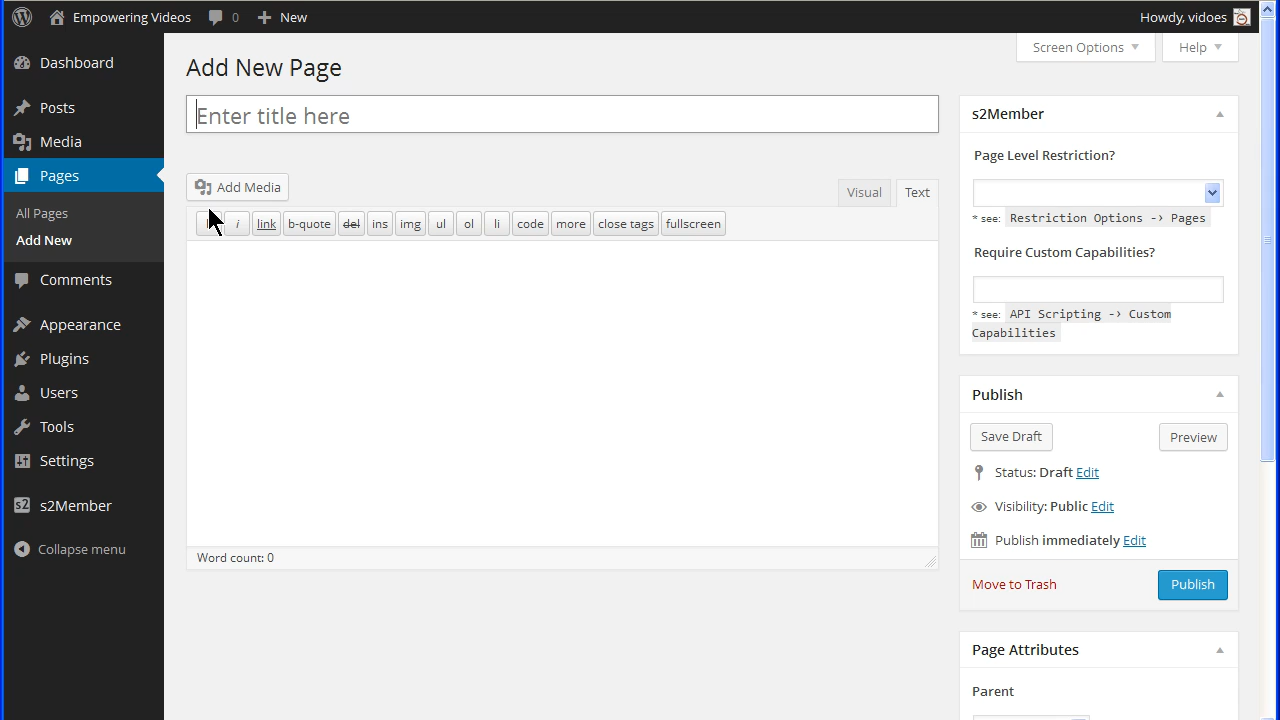 Empowering Videos 0 New Howdy, vidoes
Screen Options Help
Dashboard
Posts
Media
Pages
All Pages
Add New
Comments
Appearance
Plugins
Users
Tools
Settings
s2Member
Collapse menu
Add New Page
Enter title here
Add Media
Visual Text
i link b-quote del ins img ul ol li code more close tags fullscreen
Word count: 0
s2Member
Page Level Restriction?
* see: Restriction Options -> Pages
Require Custom Capabilities?
* see: API Scripting -> Custom
Capabilities
Publish
Save Draft Preview
Status: Draft Edit
Visibility: Public Edit
Publish immediately Edit
Move to Trash Publish
Page Attributes
Parent